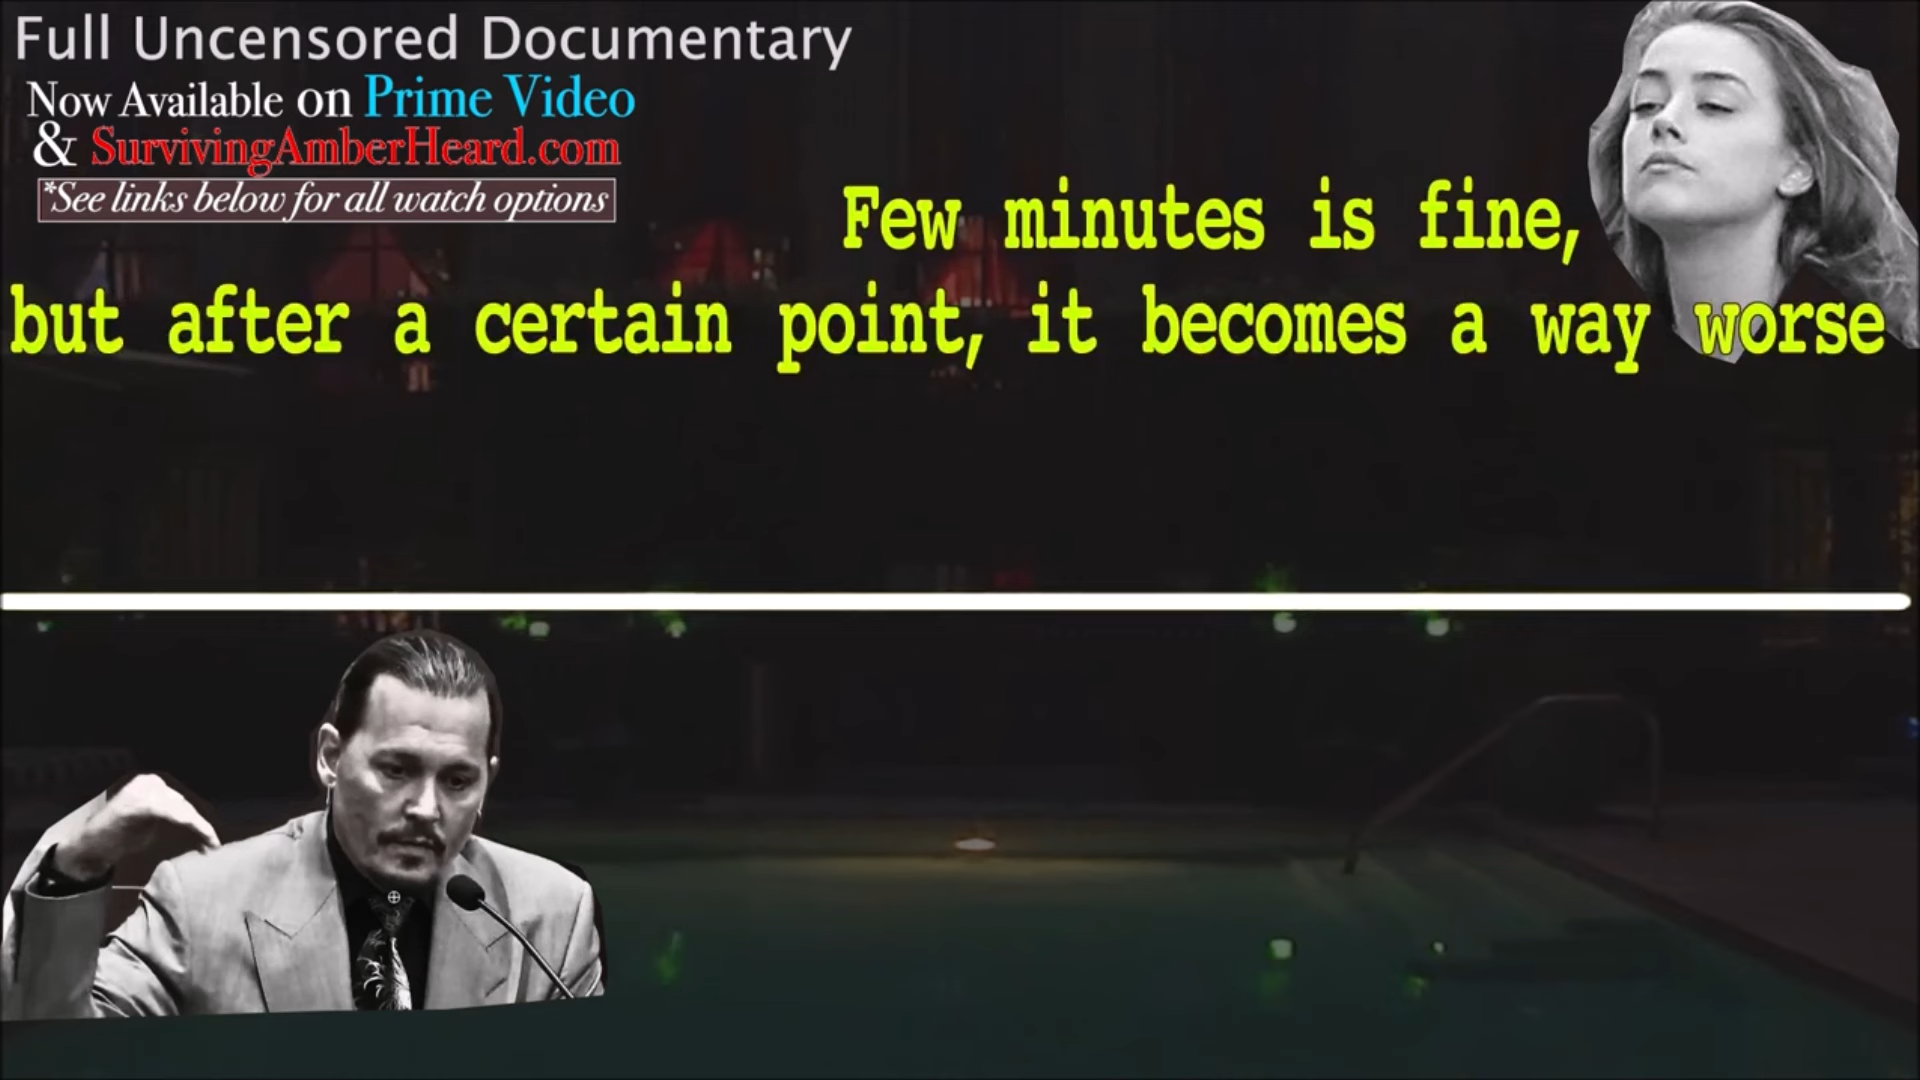 Full Uncensored Documentary
Now Available on Prime Video
& SurvivingAmberHeard.com
*See links below for all watch options
Few minutes is fine,
but after a certain point, it becomes a way worse